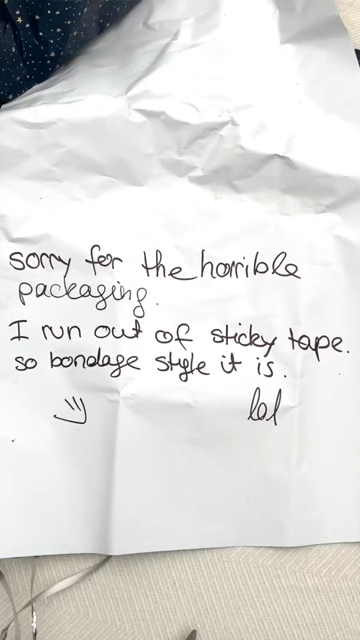 sorry for the horrible
packaging.
I run out of sticky tape.
so bondage style it is.
=) lol